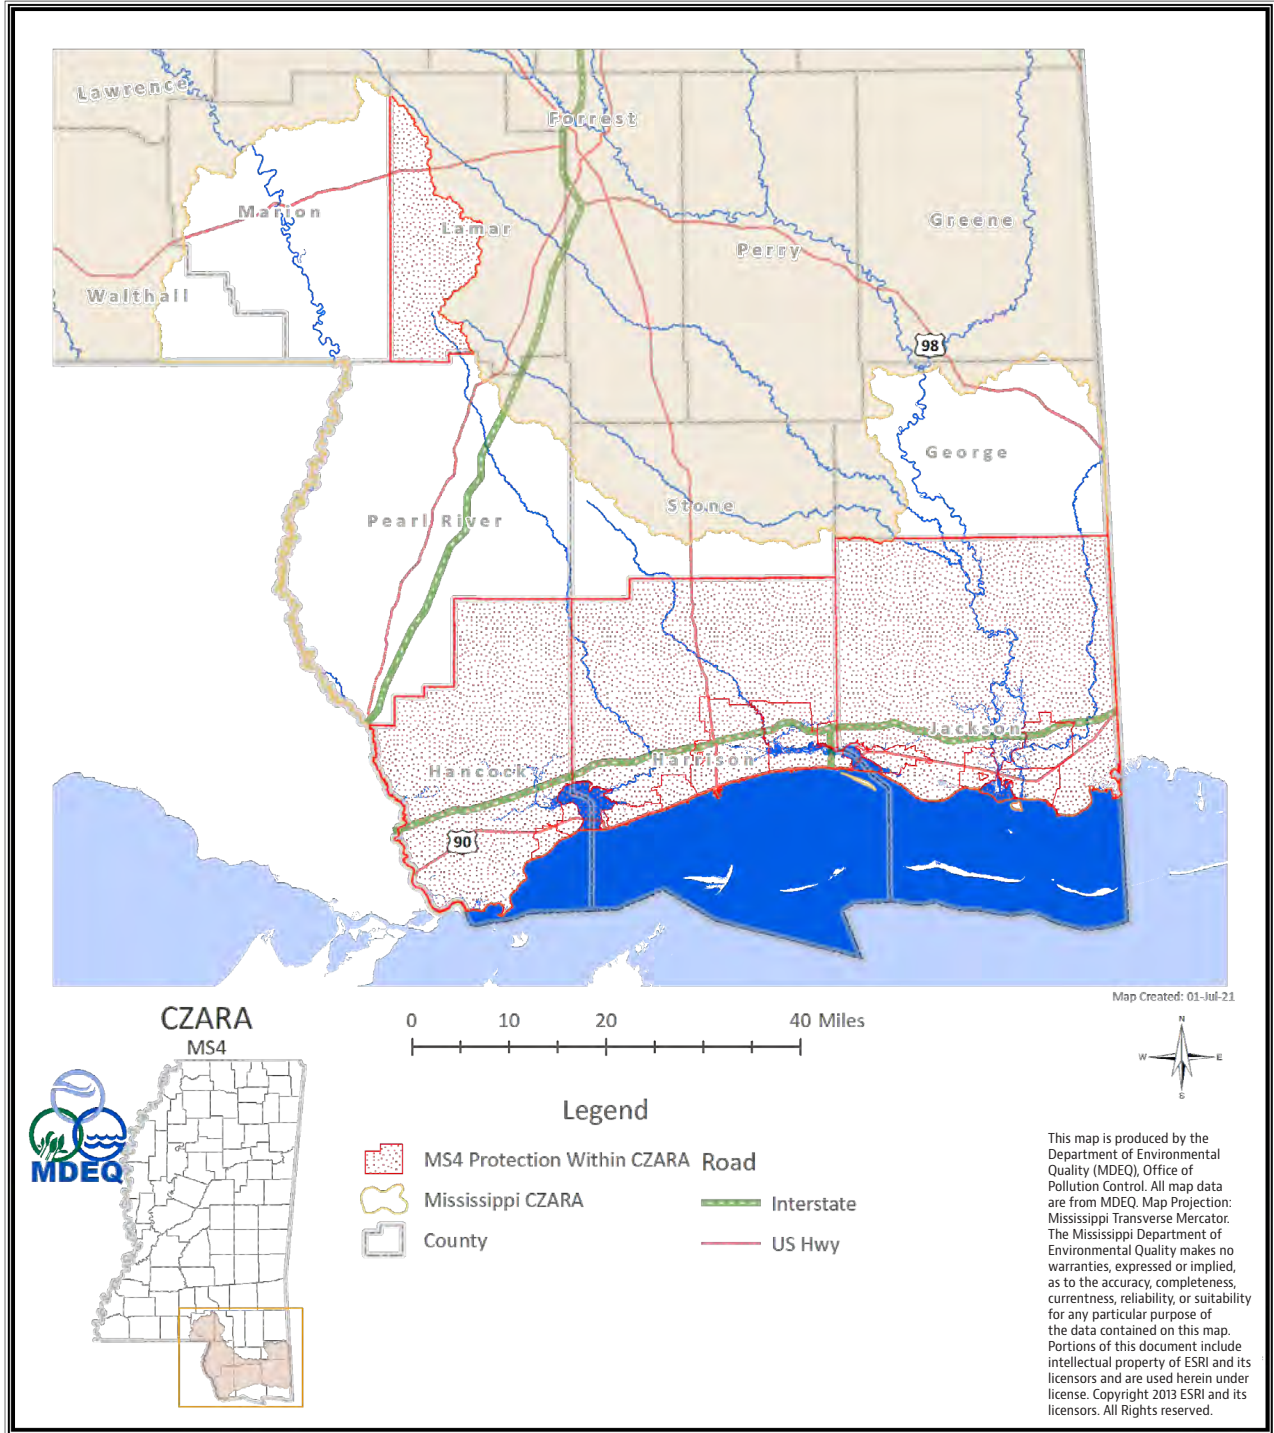 Lawrence
Forrest
Marion
Lamar
Greene
Perry
Walthall
98
George
Stone
Pearl River
Jackson
Harrison
Hancock
90
Map Created: 01-Jul-21
CZARA
MS4
0 10 20 40 Miles
N
W E
S
Legend
MS4 Protection Within CZARA
Mississippi CZARA
County
Road
Interstate
US Hwy
MDEQ
This map is produced by the
Department of Environmental
Quality (MDEQ), Office of
Pollution Control. All map data
are from MDEQ. Map Projection:
Mississippi Transverse Mercator.
The Mississippi Department of
Environmental Quality makes no
warranties, expressed or implied,
as to the accuracy, completeness,
currentness, reliability, or suitability
for any particular purpose of
the data contained on this map.
Portions of this document include
intellectual property of ESRI and its
licensors and are used herein under
license. Copyright 2013 ESRI and its
licensors. All Rights reserved.